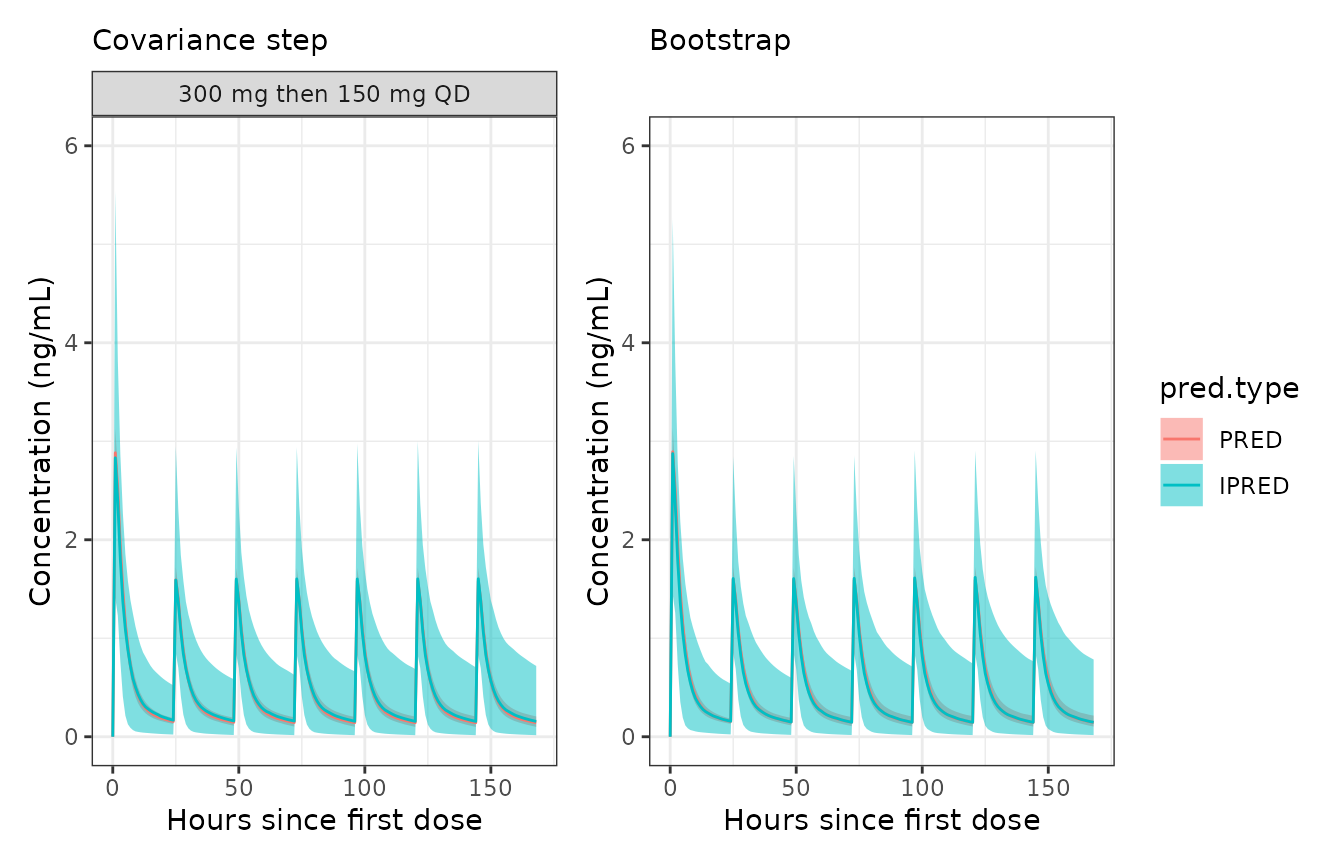 Covariance step
300 mg then 150 mg QD
Concentration (ng/mL)
6
4
2
0
0 50 100 150
Hours since first dose
Bootstrap
Concentration (ng/mL)
6
4
2
0
0 50 100 150
Hours since first dose
pred.type
PRED
IPRED